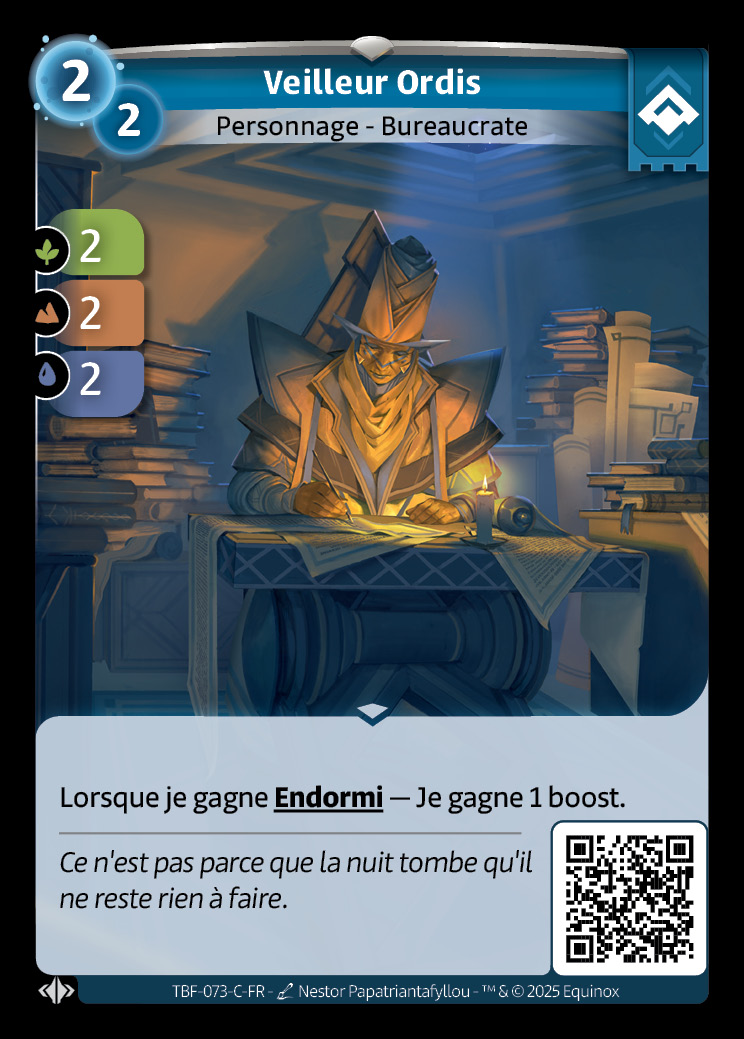 2
2
Veilleur Ordis
Personnage - Bureaucrate
2
2
2
Lorsque je gagne Endormi — Je gagne 1 boost.
Ce n'est pas parce que la nuit tombe qu'il
ne reste rien à faire.
TBF-073-C-FR - Nestor Papatriantafyllou - ™ & © 2025 Equinox